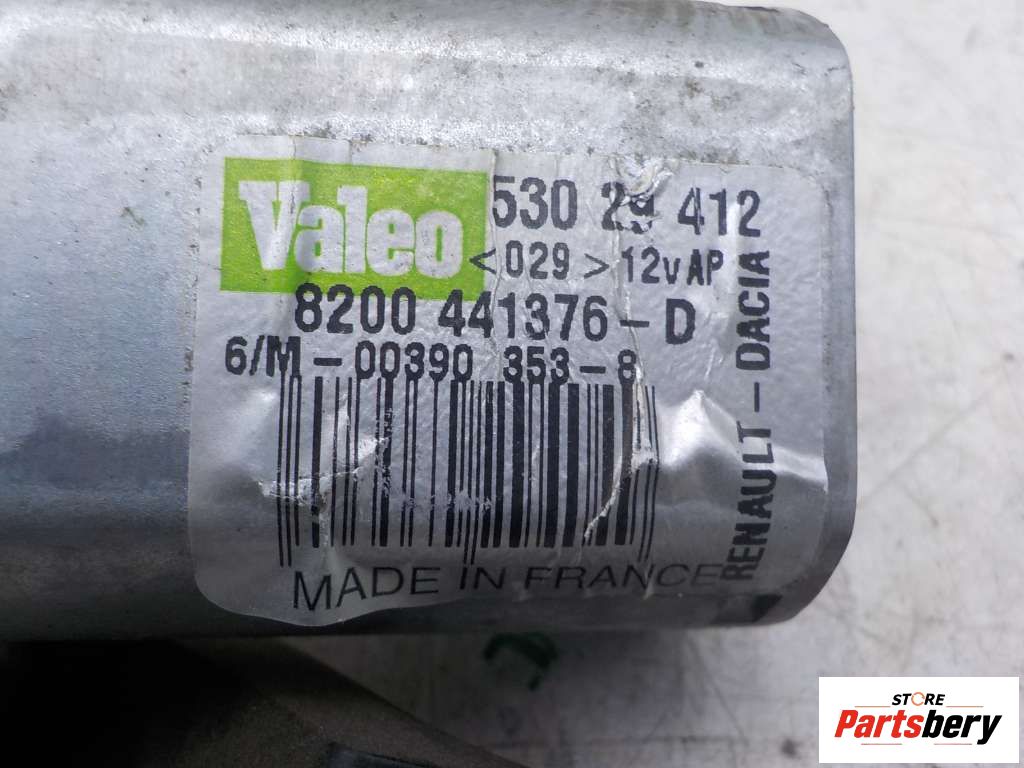 Valeo
530 29 412
<029> 12v AP
8200 441376-D
6/M-00390 353-8
MADE IN FRANCE
RENAULT-DACIA
STORE
Partsbery